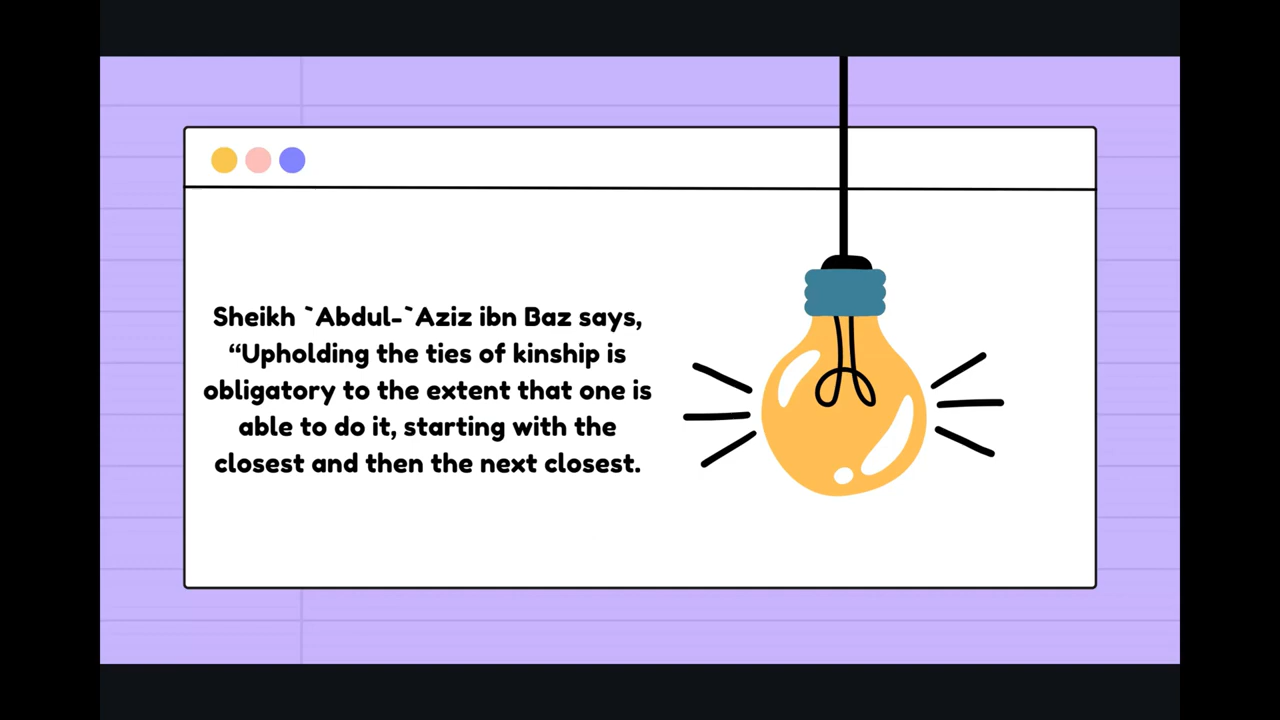 Sheikh `Abdul-`Aziz ibn Baz says,
“Upholding the ties of kinship is
obligatory to the extent that one is
able to do it, starting with the
closest and then the next closest.